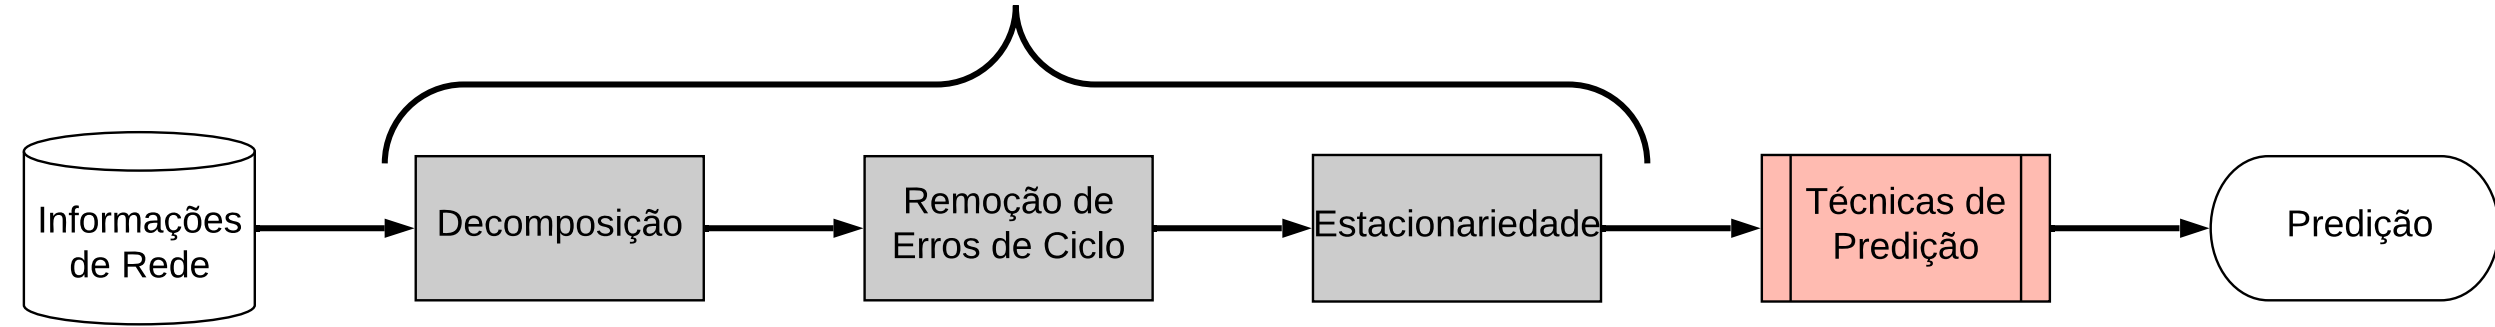 Informações
de Rede
Decomposição
Remoção de
Erros de Ciclo
Estacionariedade
Técnicas de
Predição
Predição